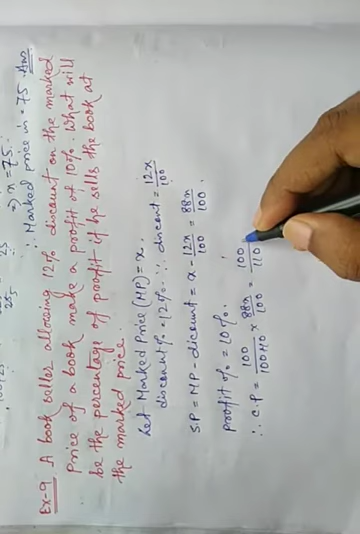 ⇒ x = 75.
∴ Marked price is = 75 Ans
Ex-9 A book seller allowing 12% discount on the marked
price of a book make a profit of 10%. What will
be the percentage of profit if he sells the book at
the marked price.
Let Marked Price (MP) = x.
discount% = 12% ∴ discount = 12x/100
SP = MP - dicount = x - 12x/100 = 88x/100.
profit% = 10%.
∴ C.P = 100/100+10 × 88x/100 = 100/110